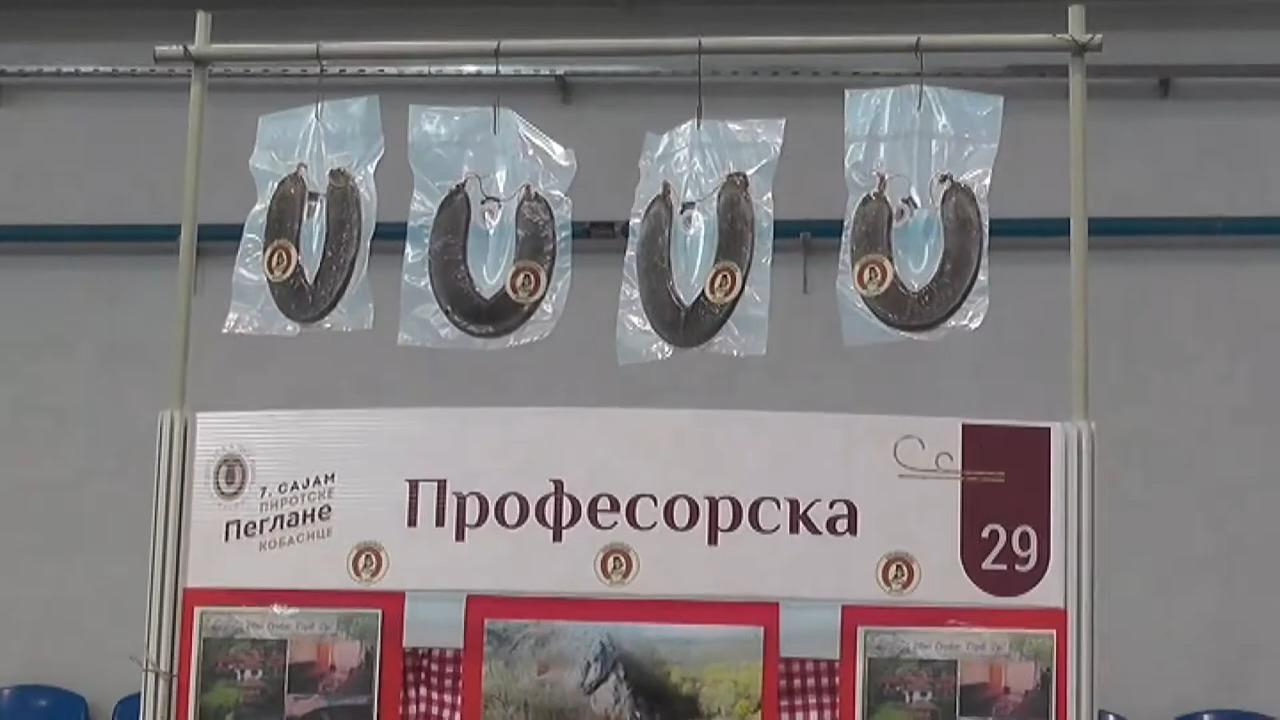 7. САЈАМ
ПИРОТСКЕ
Пеглане
КОБАСИЦЕ
Професорска
29